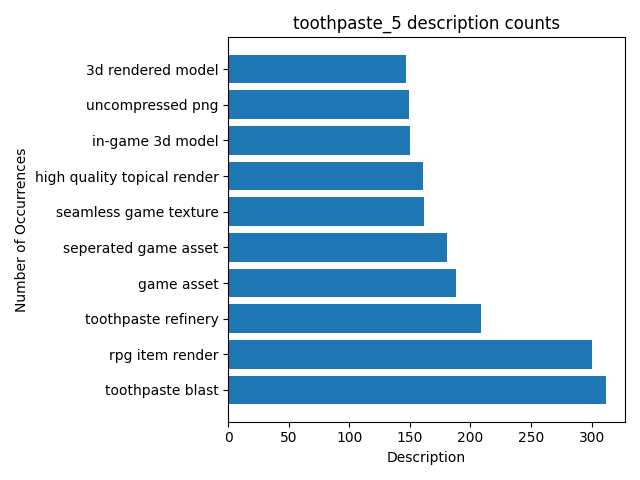 toothpaste_5 description counts
Number of Occurrences
3d rendered model
uncompressed png
in-game 3d model
high quality topical render
seamless game texture
seperated game asset
game asset
toothpaste refinery
rpg item render
toothpaste blast
0 50 100 150 200 250 300
Description